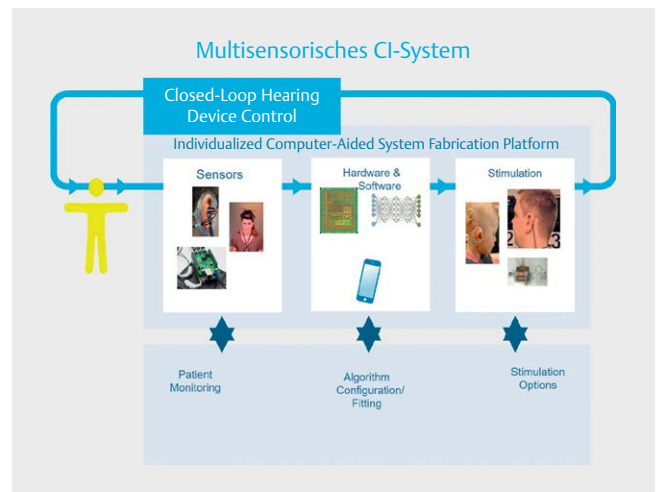 Multisensorisches CI-System
Closed-Loop Hearing
Device Control
Individualized Computer-Aided System Fabrication Platform
Sensors
Hardware &
Software
Stimulation
Patient
Monitoring
Algorithm
Configuration/
Fitting
Stimulation
Options